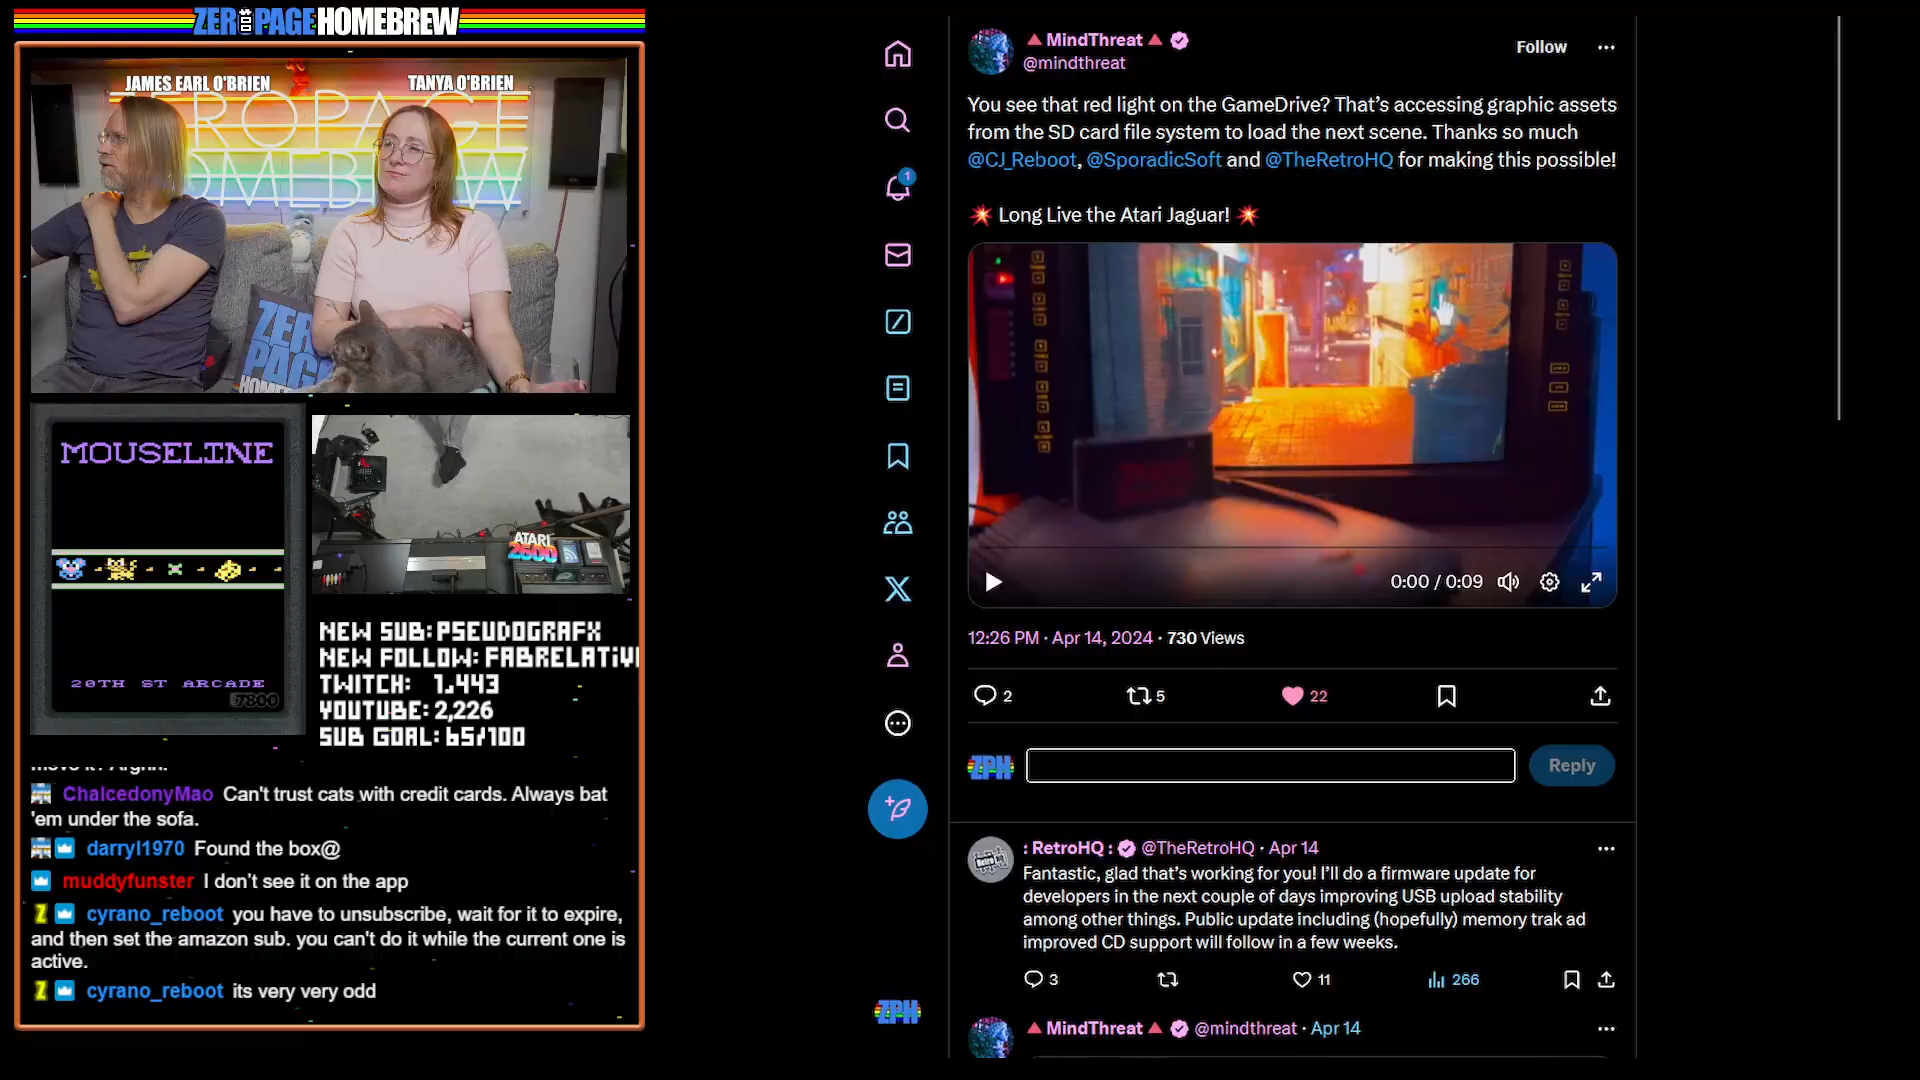 ZEROPAGEHOMEBREW
JAMES EARL O'BRIEN
TANYA O'BRIEN
ZEROPAGE
HOMEBREW
ZERO
PAGE
HOME
MOUSELINE
20TH ST ARCADE
7800
ATARI
2600
NEW SUB: PSEUDOGRAFX
NEW FOLLOW: FABRELATIV
TWITCH: 1,443
YOUTUBE: 2,226
SUB GOAL: 65/100
ChalcedonyMao Can't trust cats with credit cards. Always bat
'em under the sofa.
darryl1970 Found the box@
muddyfunster I don't see it on the app
cyrano_reboot you have to unsubscribe, wait for it to expire,
and then set the amazon sub. you can't do it while the current one is
active.
cyrano_reboot its very very odd
1
ZPH
MindThreat
@mindthreat
Follow
You see that red light on the GameDrive? That's accessing graphic assets
from the SD card file system to load the next scene. Thanks so much
@CJ_Reboot, @SporadicSoft and @TheRetroHQ for making this possible!
Long Live the Atari Jaguar!
0:00 / 0:09
12:26 PM · Apr 14, 2024 · 730 Views
2 5 22
ZPH
Reply
: RetroHQ : @TheRetroHQ · Apr 14
Fantastic, glad that's working for you! I'll do a firmware update for
developers in the next couple of days improving USB upload stability
among other things. Public update including (hopefully) memory trak ad
improved CD support will follow in a few weeks.
3 11 266
MindThreat @mindthreat · Apr 14